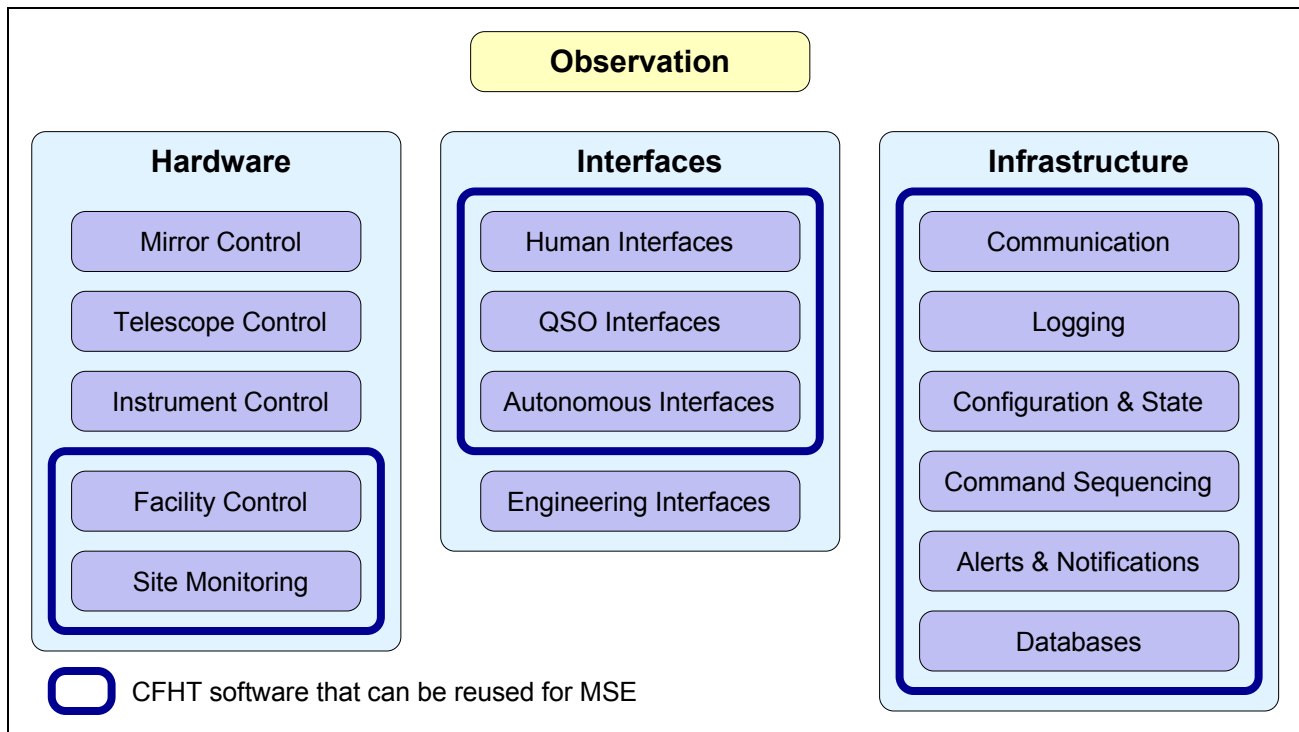 Observation
Hardware
Mirror Control
Telescope Control
Instrument Control
Facility Control
Site Monitoring
Interfaces
Human Interfaces
QSO Interfaces
Autonomous Interfaces
Engineering Interfaces
Infrastructure
Communication
Logging
Configuration & State
Command Sequencing
Alerts & Notifications
Databases
CFHT software that can be reused for MSE